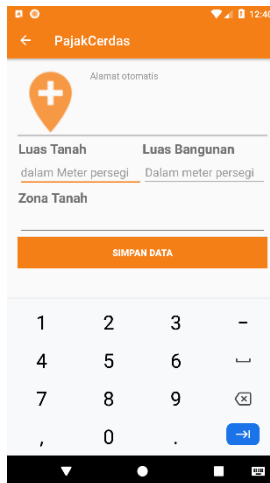 12:40
PajakCerdas
Alamat otomatis
Luas Tanah Luas Bangunan
dalam Meter persegi Dalam meter persegi
Zona Tanah
SIMPAN DATA
1 2 3 -
4 5 6
7 8 9
, 0 .